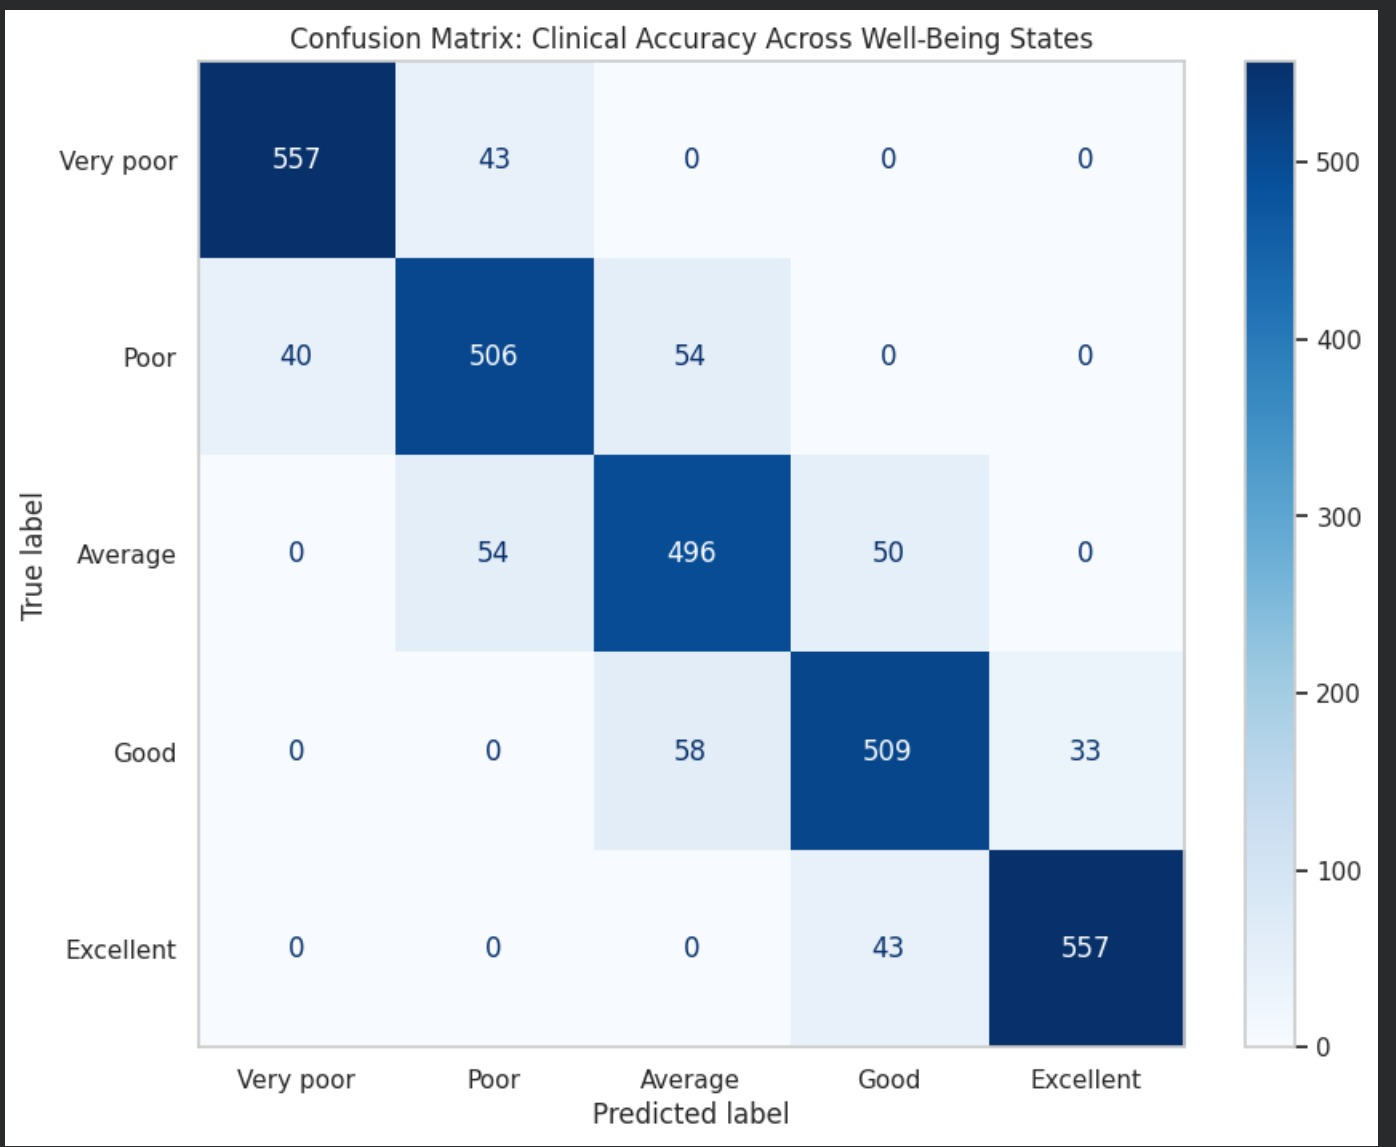 Confusion Matrix: Clinical Accuracy Across Well-Being States
Very poor 557 43 0 0 0
Poor 40 506 54 0 0
Average 0 54 496 50 0
Good 0 0 58 509 33
Excellent 0 0 0 43 557
True label
Very poor Poor Average Good Excellent
Predicted label
500
400
300
200
100
0